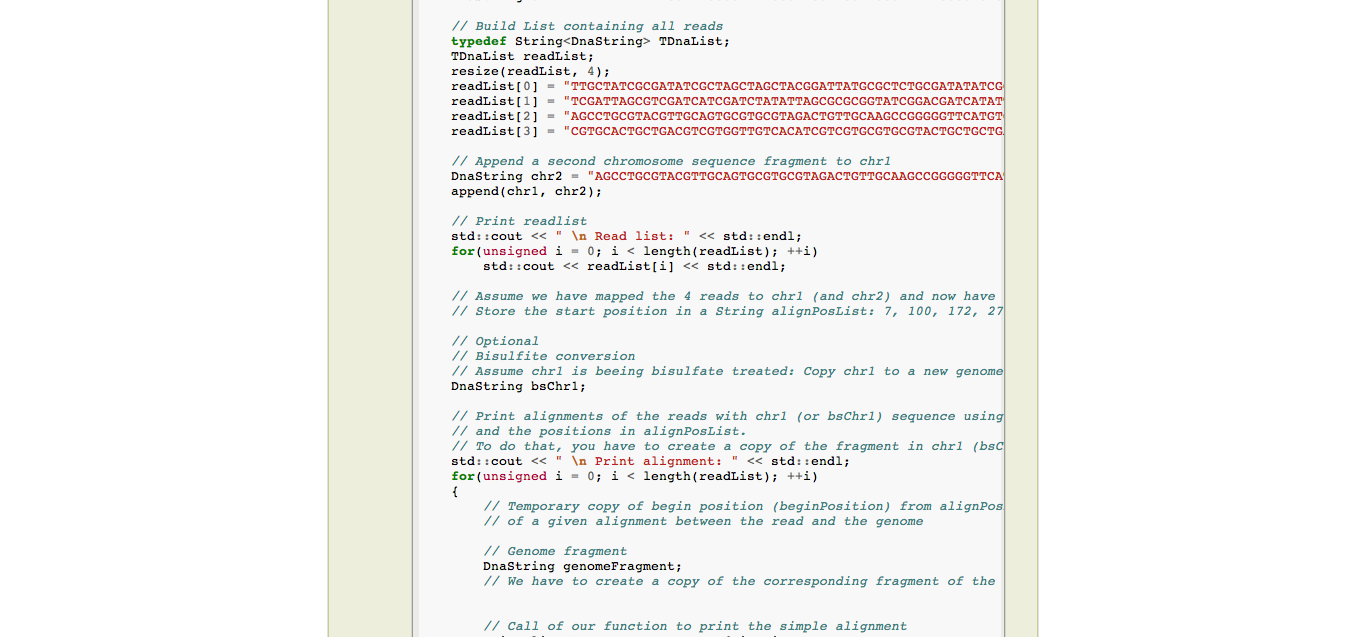 // Build List containing all reads
typedef String<DnaString> TDnaList;
TDnaList readList;
resize(readList, 4);
readList[0] = "TTGCTATCGCGATATCGCTAGCTAGCTACGGATTATGCGCTCTGCGATATATCG
readList[1] = "TCGATTAGCGTCGATCATCGATCTATATTAGCGCGCGGTATCGGACGATCATAT
readList[2] = "AGCCTGCGTACGTTGCAGTGCGTGCGTAGACTGTTGCAAGCCGGGGGTTCATGT
readList[3] = "CGTGCACTGCTGACGTCGTGGTTGTCACATCGTCGTGCGTGCGTACTGCTGCTG
// Append a second chromosome sequence fragment to chr1
DnaString chr2 = "AGCCTGCGTACGTTGCAGTGCGTGCGTAGACTGTTGCAAGCCGGGGGTTCA
append(chr1, chr2);
// Print readlist
std::cout << " \n Read list: " << std::endl;
for(unsigned i = 0; i < length(readList); ++i)
std::cout << readList[i] << std::endl;
// Assume we have mapped the 4 reads to chr1 (and chr2) and now have
// Store the start position in a String alignPosList: 7, 100, 172, 27
// Optional
// Bisulfite conversion
// Assume chr1 is beeing bisulfate treated: Copy chr1 to a new genome
DnaString bsChr1;
// Print alignments of the reads with chr1 (or bsChr1) sequence using
// and the positions in alignPosList.
// To do that, you have to create a copy of the fragment in chr1 (bsC
std::cout << " \n Print alignment: " << std::endl;
for(unsigned i = 0; i < length(readList); ++i)
{
// Temporary copy of begin position (beginPosition) from alignPos
// of a given alignment between the read and the genome
// Genome fragment
DnaString genomeFragment;
// We have to create a copy of the corresponding fragment of the
// Call of our function to print the simple alignment